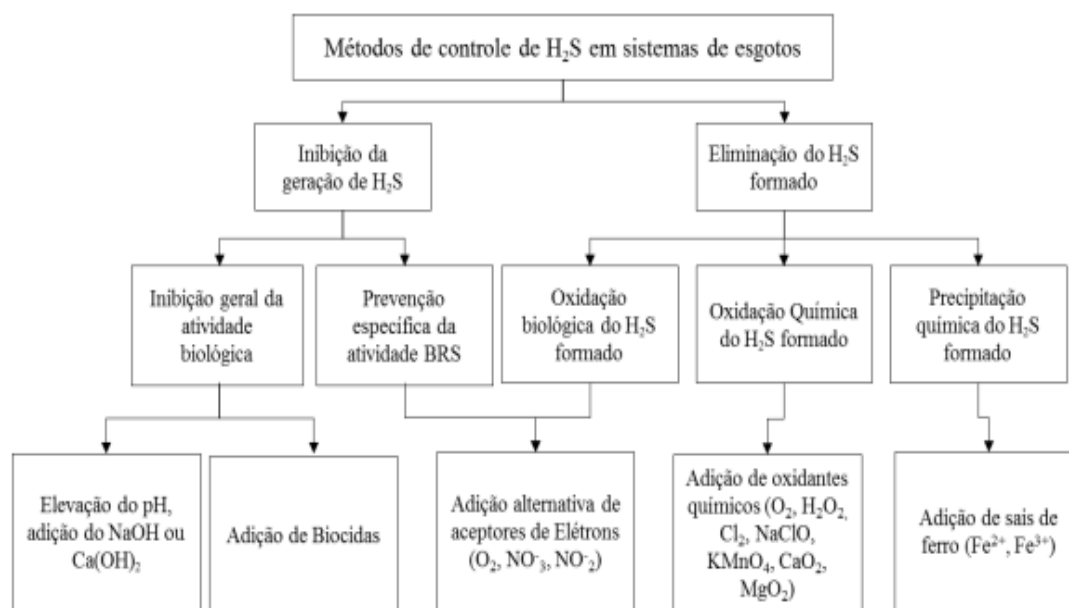 Métodos de controle de H₂S em sistemas de esgotos
Inibição da
geração de H₂S
Eliminação do H₂S
formado
Inibição geral da
atividade
biológica
Prevenção
especifica da
atividade BRS
Oxidação
biológica do H₂S
formado
Oxidação Química
do H₂S formado
Precipitação
química do H₂S
formado
Elevação do pH,
adição do NaOH ou
Ca(OH)₂
Adição de Biocidas
Adição alternativa de
aceptores de Elétrons
(O₂, NO⁻₃, NO⁻₂)
Adição de oxidantes
químicos (O₂, H₂O₂,
Cl₂, NaClO,
KMnO₄, CaO₂,
MgO₂)
Adição de sais de
ferro (Fe²⁺, Fe³⁺)